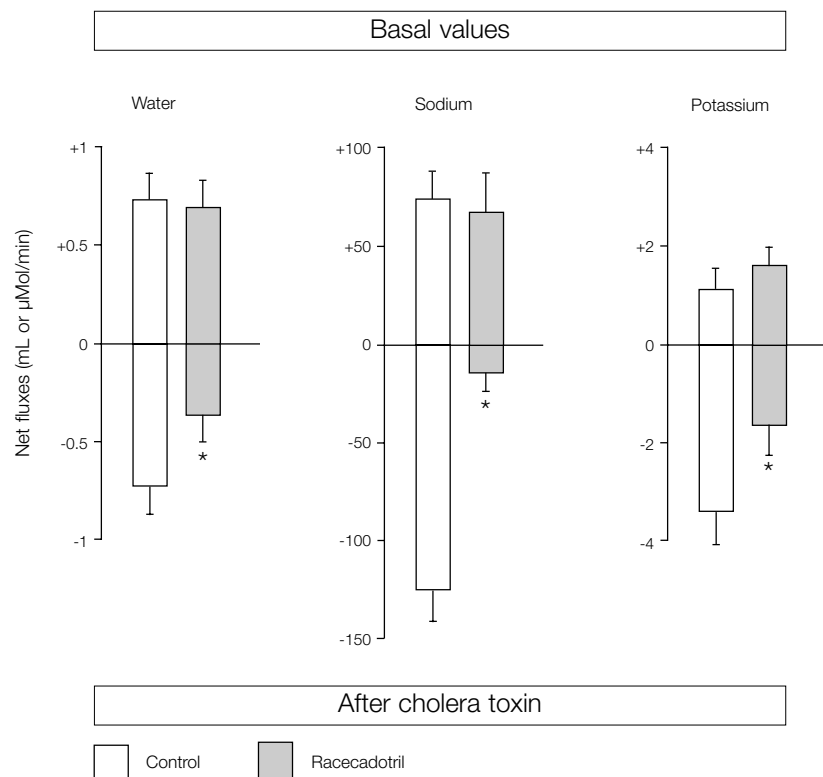 Basal values
Water
Sodium
Potassium
Net fluxes (mL or µMol/min)
+1
+0.5
0
-0.5
-1
*
+100
+50
0
-50
-100
-150
*
+4
+2
0
-2
-4
*
After cholera toxin
Control
Racecadotril